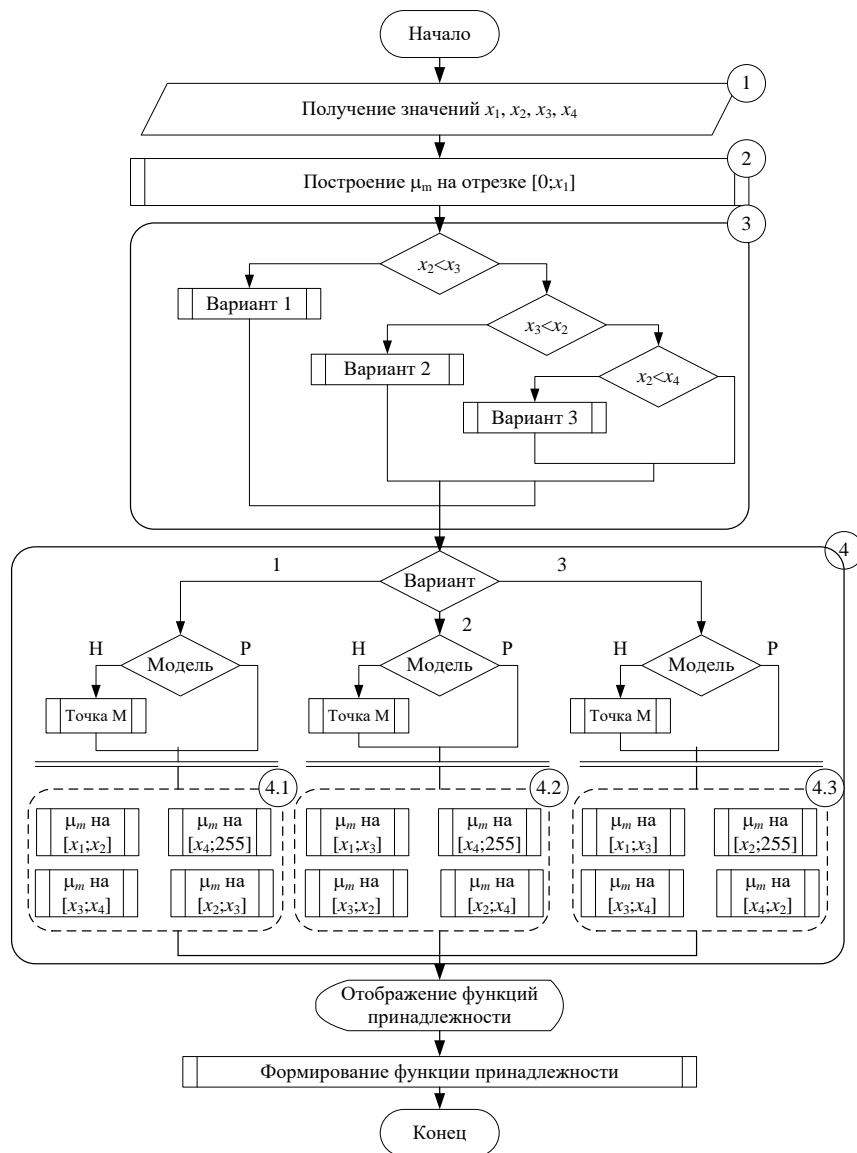 Начало
1
Получение значений x1, x2, x3, x4
2
Построение μm на отрезке [0;x1]
3
x2<x3
Вариант 1
x3<x2
Вариант 2
x2<x4
Вариант 3
4
1
Вариант
3
2
Н
Модель
Р
Н
Модель
Р
Н
Модель
Р
Точка М
Точка М
Точка М
4.1
4.2
4.3
μm на
[x1;x2]
μm на
[x4;255]
μm на
[x3;x4]
μm на
[x2;x3]
μm на
[x1;x3]
μm на
[x4;255]
μm на
[x3;x2]
μm на
[x2;x4]
μm на
[x1;x3]
μm на
[x2;255]
μm на
[x3;x4]
μm на
[x4;x2]
Отображение функций
принадлежности
Формирование функции принадлежности
Конец